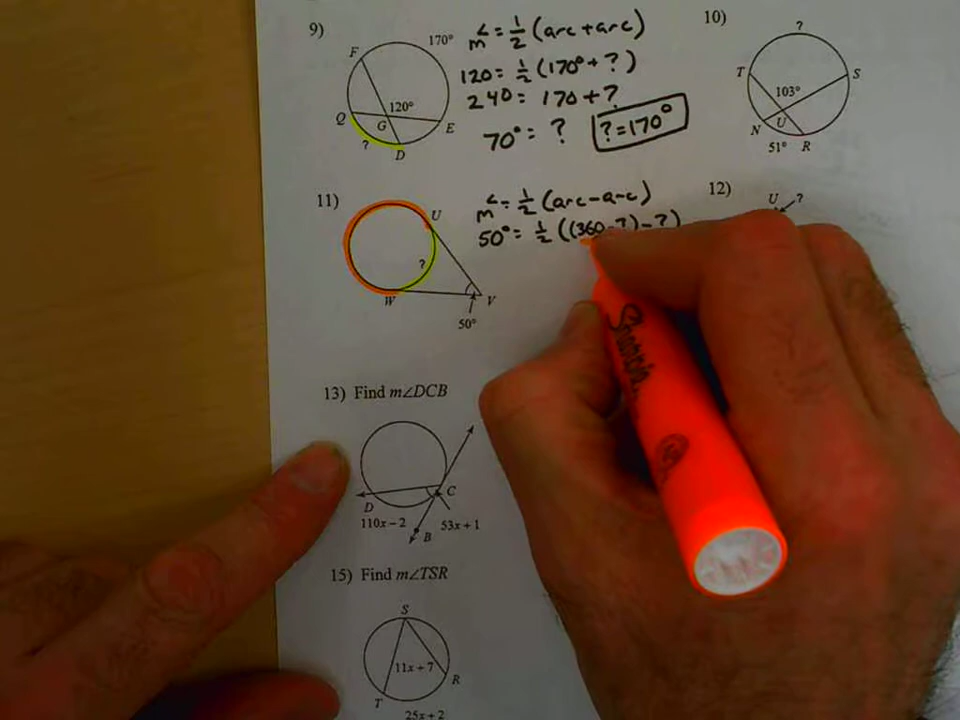 9)
F
170°
120°
Q
G
E
?
D
m∠ = 1/2 (arc + arc)
120 = 1/2 (170° + ?)
240 = 170 + ?
70° = ?
? = 170°
10)
?
T
S
103°
N
U
51°
R
11)
U
?
W
V
50°
m∠ = 1/2 (arc - a-c)
50° = 1/2 ((360 - ?) - ?)
12)
U
?
Sharpie
13) Find m∠DCB
D
C
110x - 2
53x + 1
B
15) Find m∠TSR
S
11x + 7
R
T
25x + 2